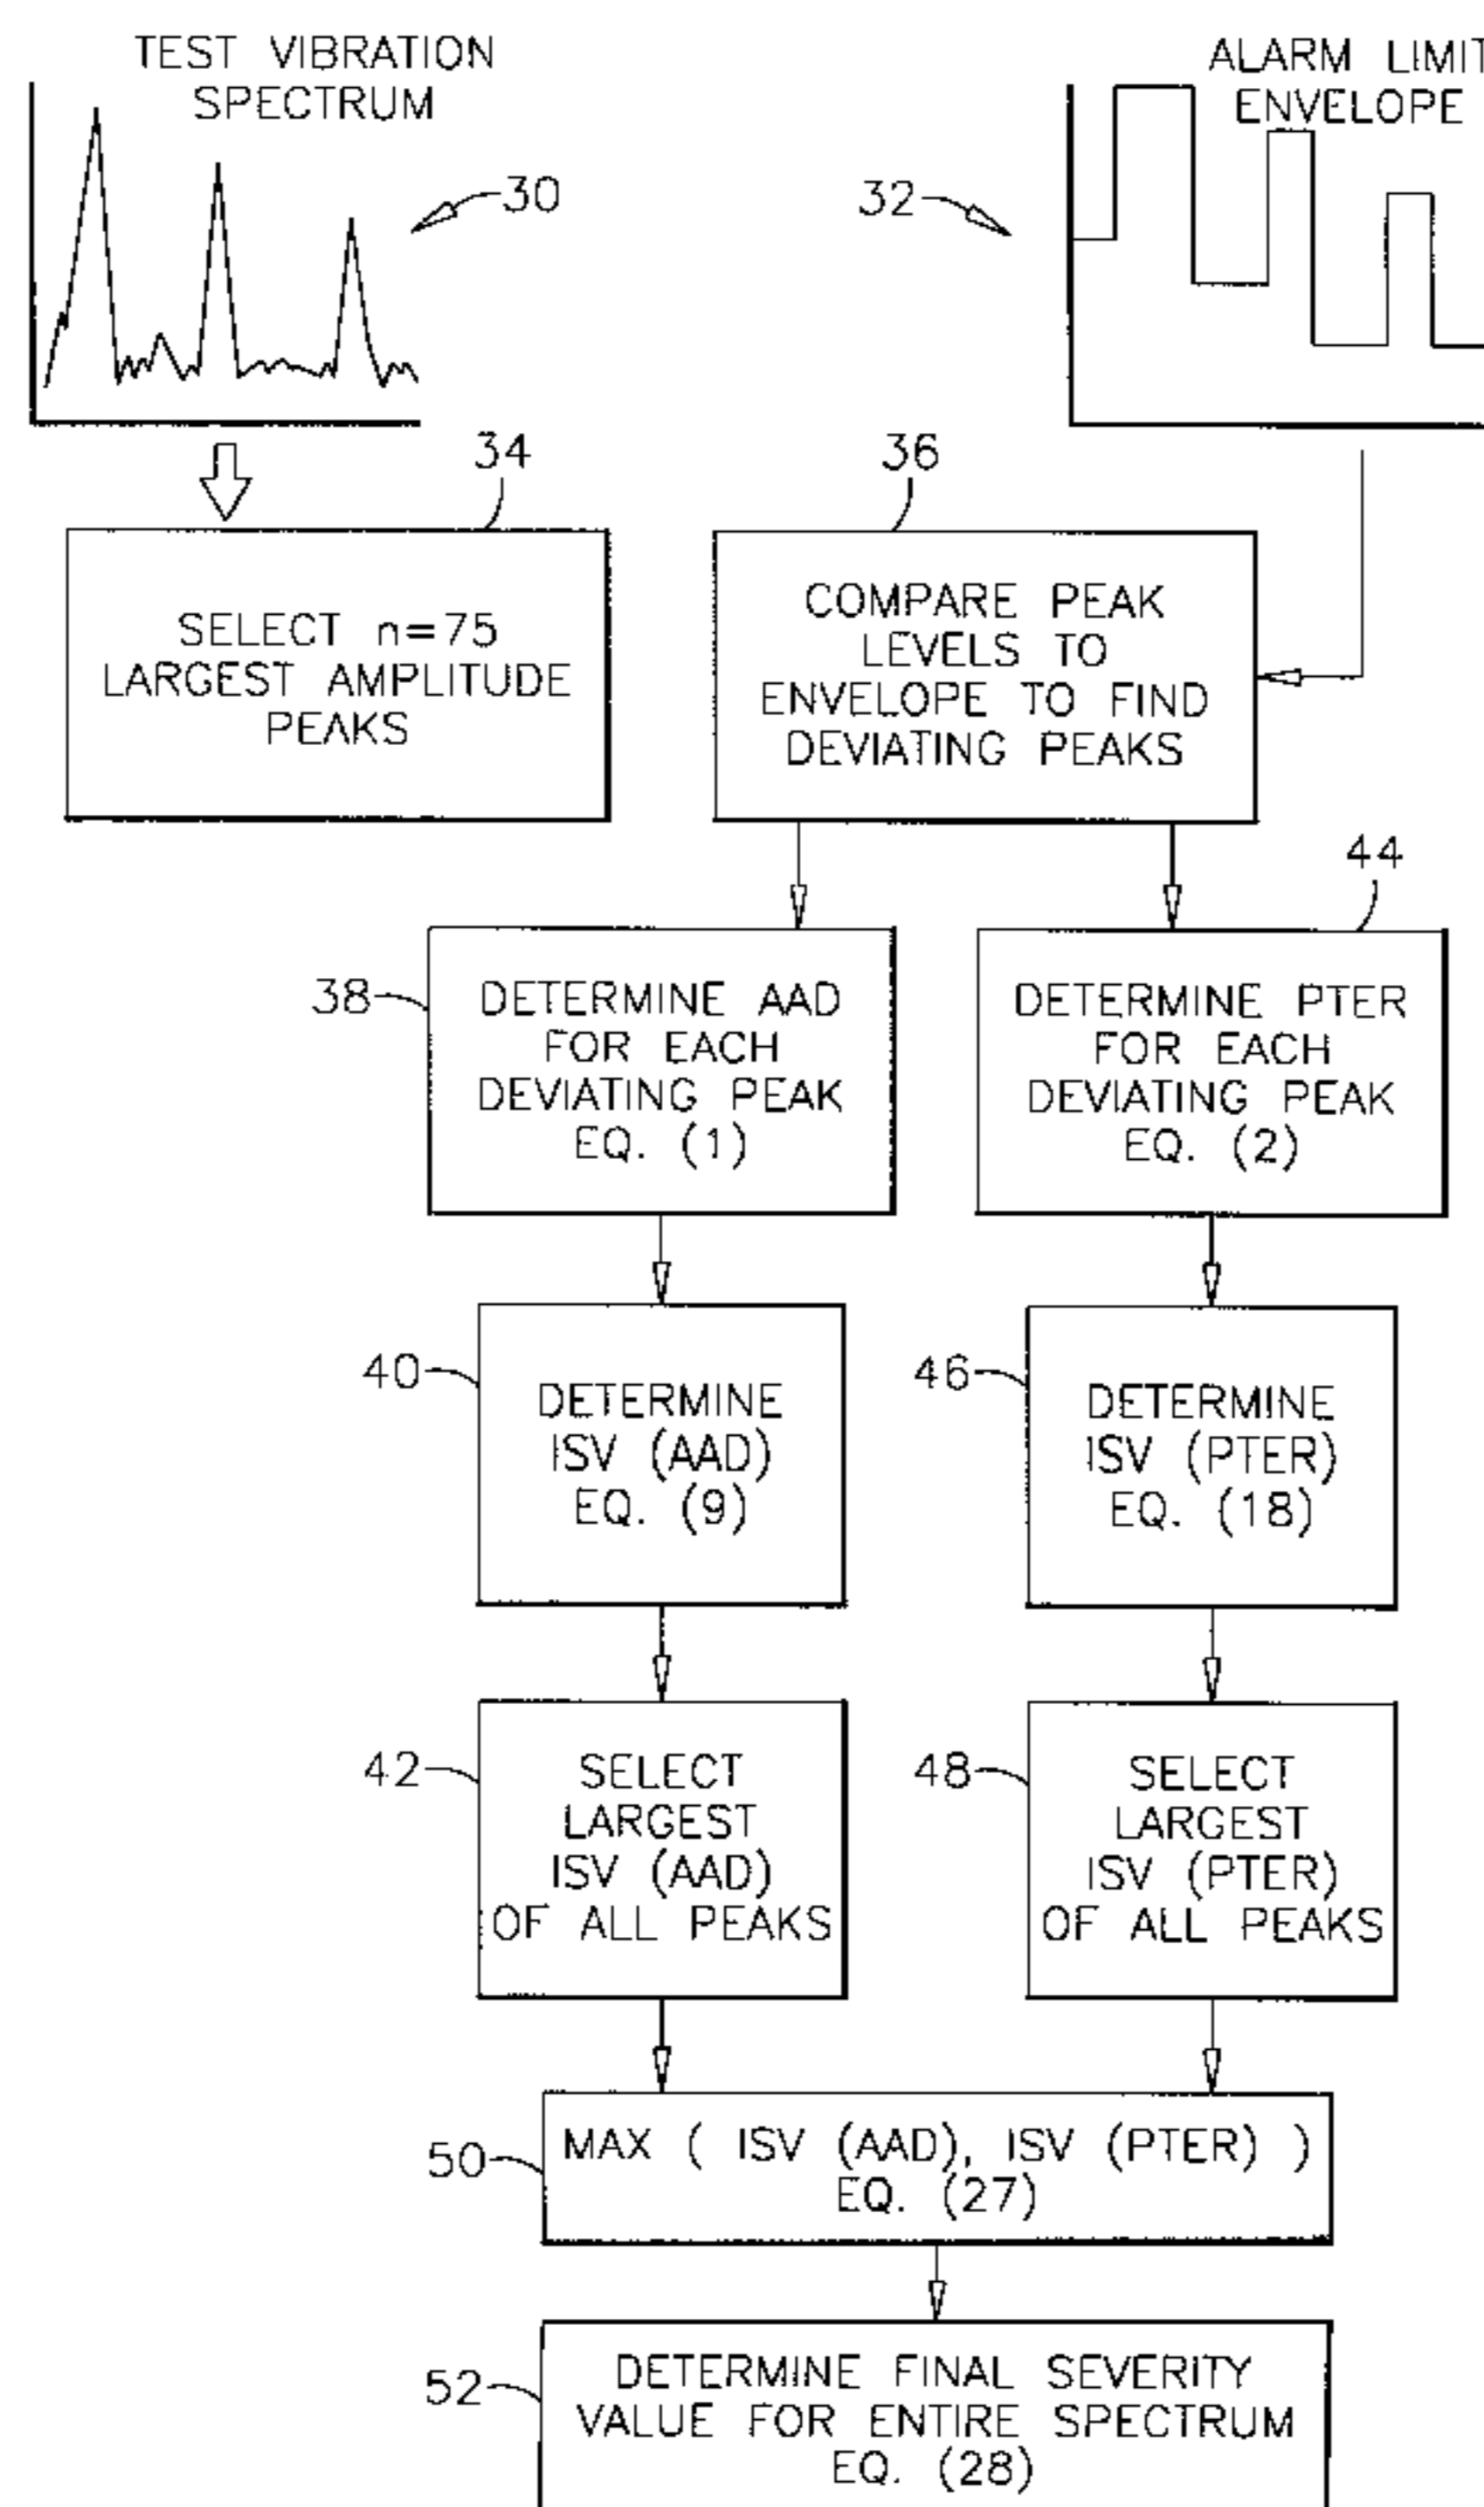 TEST VIBRATION
SPECTRUM
30
ALARM LIMIT
ENVELOPE
32
34
SELECT n=75
LARGEST AMPLITUDE
PEAKS
36
COMPARE PEAK
LEVELS TO
ENVELOPE TO FIND
DEVIATING PEAKS
38
DETERMINE AAD
FOR EACH
DEVIATING PEAK
EQ. (1)
44
DETERMINE PTER
FOR EACH
DEVIATING PEAK
EQ. (2)
40
DETERMINE
ISV (AAD)
EQ. (9)
46
DETERMINE
ISV (PTER)
EQ. (18)
42
SELECT
LARGEST
ISV (AAD)
OF ALL PEAKS
48
SELECT
LARGEST
ISV (PTER)
OF ALL PEAKS
50
MAX ( ISV (AAD), ISV (PTER) )
EQ. (27)
52
DETERMINE FINAL SEVERITY
VALUE FOR ENTIRE SPECTRUM
EQ. (28)